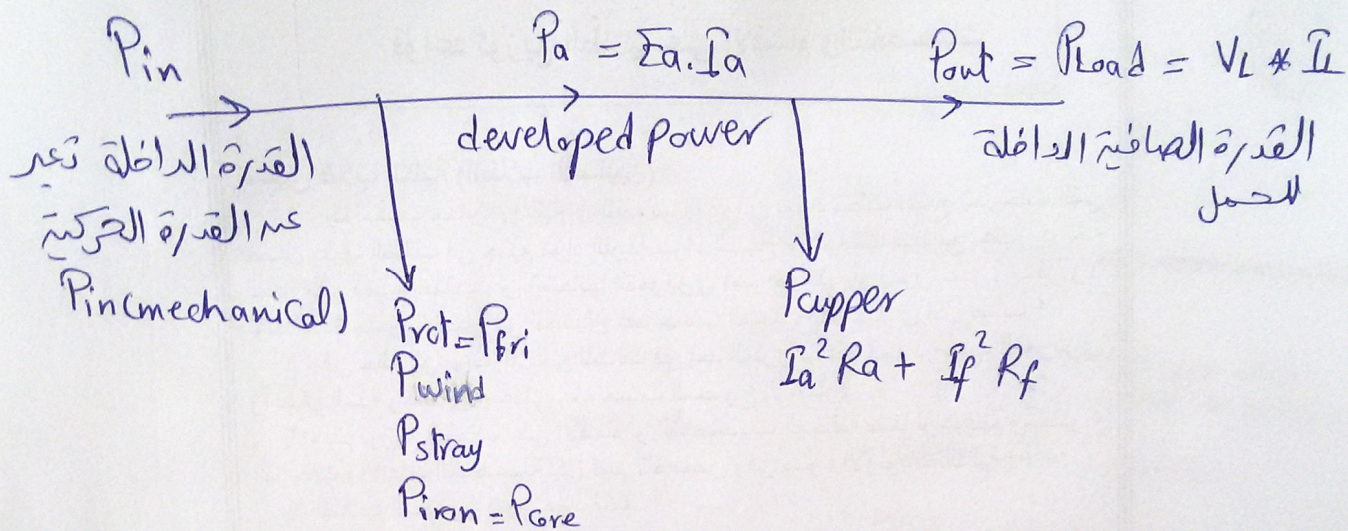 Pin
القدرة الداخلة تعبر
عن القدرة الحركية
Pin(mechanical)
Pa = Ea.Ia
developed power
Pout = PLoad = VL * IL
القدرة الصافية الداخلة
للحمل
Prot = Pfri
Pwind
Pstray
Piron = Pcore
Pcupper
Ia² Ra + If² Rf